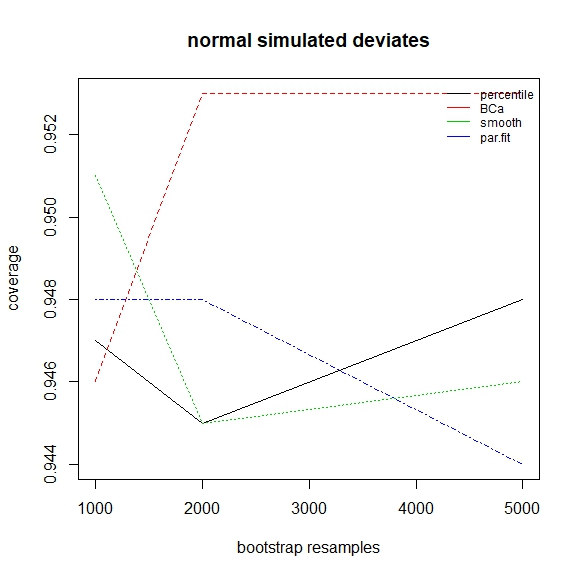 normal simulated deviates
percentile
BCa
smooth
par.fit
coverage
0.952
0.950
0.948
0.946
0.944
1000 2000 3000 4000 5000
bootstrap resamples